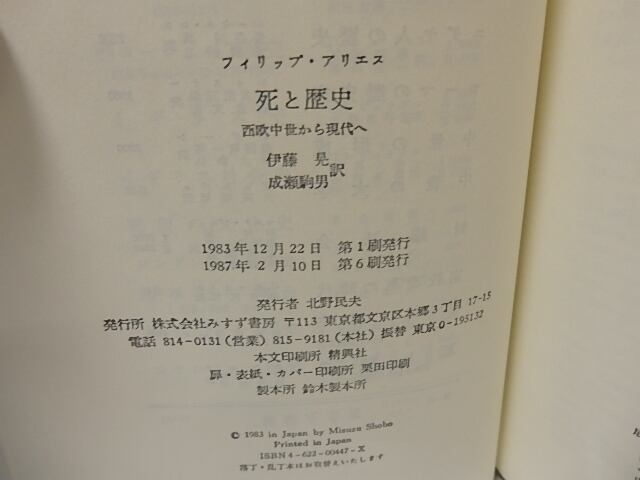 フィリップ・アリエス
死と歴史
西欧中世から現代へ
伊藤 晃
成瀬駒男
訳
1983年12月22日 第1刷発行
1987年 2月10日 第6刷発行
発行者 北野民夫
発行所 株式会社みすず書房 〒113 東京都文京区本郷3丁目17-15
電話 814-0131(営業) 815-9181(本社) 振替 東京0-195132
本文印刷所 精興社
扉・表紙・カバー印刷所 栗田印刷
製本所 鈴木製本所
© 1983 in Japan by Misuzu Shobo
Printed in Japan
ISBN4-622-00447-X
落丁・乱丁本はお取替えいたします